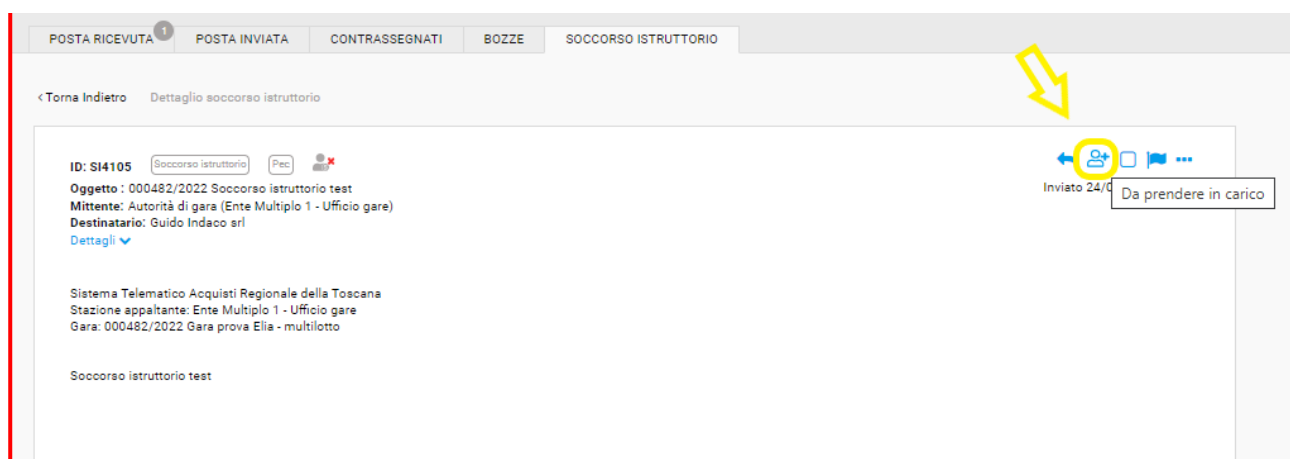 POSTA RICEVUTA 1 POSTA INVIATA CONTRASSEGNATI BOZZE SOCCORSO ISTRUTTORIO
<Torna Indietro Dettaglio soccorso istruttorio
ID: SI4105 Soccorso istruttorio Pec
Oggetto : 000482/2022 Soccorso istruttorio test
Inviato 24/0
Da prendere in carico
Mittente: Autorità di gara (Ente Multiplo 1 - Ufficio gare)
Destinatario: Guido Indaco srl
Dettagli
Sistema Telematico Acquisti Regionale della Toscana
Stazione appaltante: Ente Multiplo 1 - Ufficio gare
Gara: 000482/2022 Gara prova Elia - multilotto
Soccorso istruttorio test